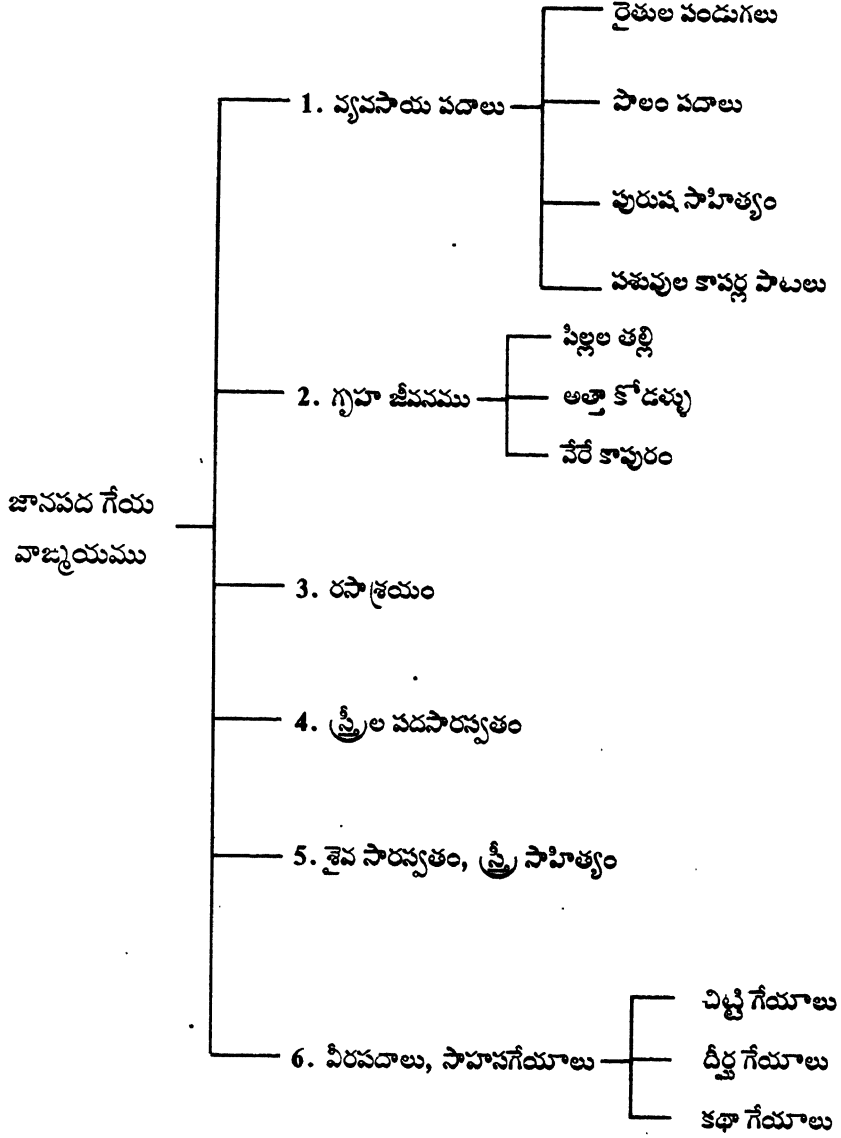 రైతుల పండుగలు
1. వ్యవసాయ పదాలు
పొలం పదాలు
పురుష సాహిత్యం
పశువుల కాపర్ల పాటలు
పిల్లల తల్లి
2. గృహ జీవనము
అత్తా కోడళ్ళు
వేరే కాపురం
జానపద గేయ
వాఙ్మయము
3. రసాశ్రయం
4. స్త్రీల పదసారస్వతం
5. శైవ సారస్వతం, స్త్రీ సాహిత్యం
చిట్టి గేయాలు
6. వీరపదాలు, సాహసగేయాలు
దీర్ఘ గేయాలు
కథా గేయాలు